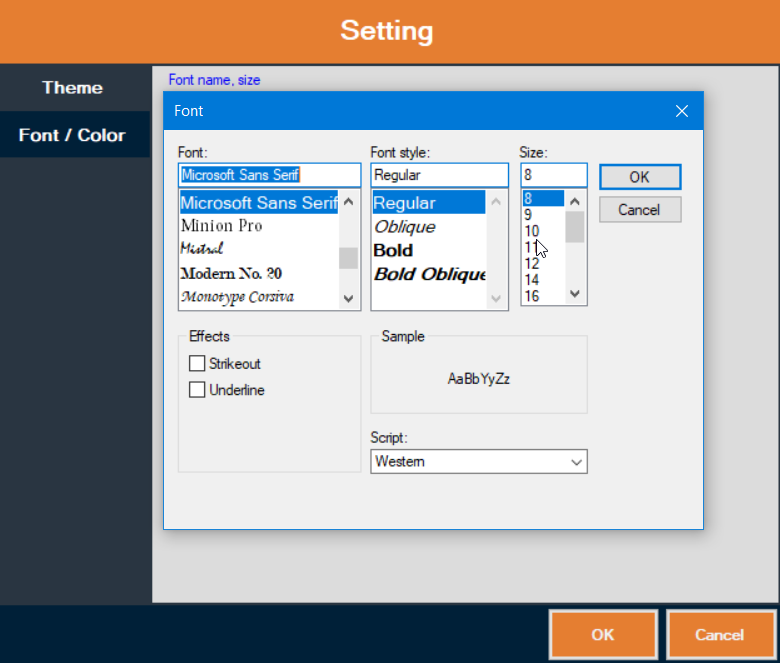 Setting
Theme
Font / Color
Font name, size
Font
Font:
Microsoft Sans Serif
Microsoft Sans Serif
Minion Pro
Mistral
Modern No. 20
Monotype Corsiva
Font style:
Regular
Regular
Oblique
Bold
Bold Oblique
Size:
8
8
9
10
11
12
14
16
OK
Cancel
Effects
Strikeout
Underline
Sample
AaBbYyZz
Script:
Western
OK
Cancel